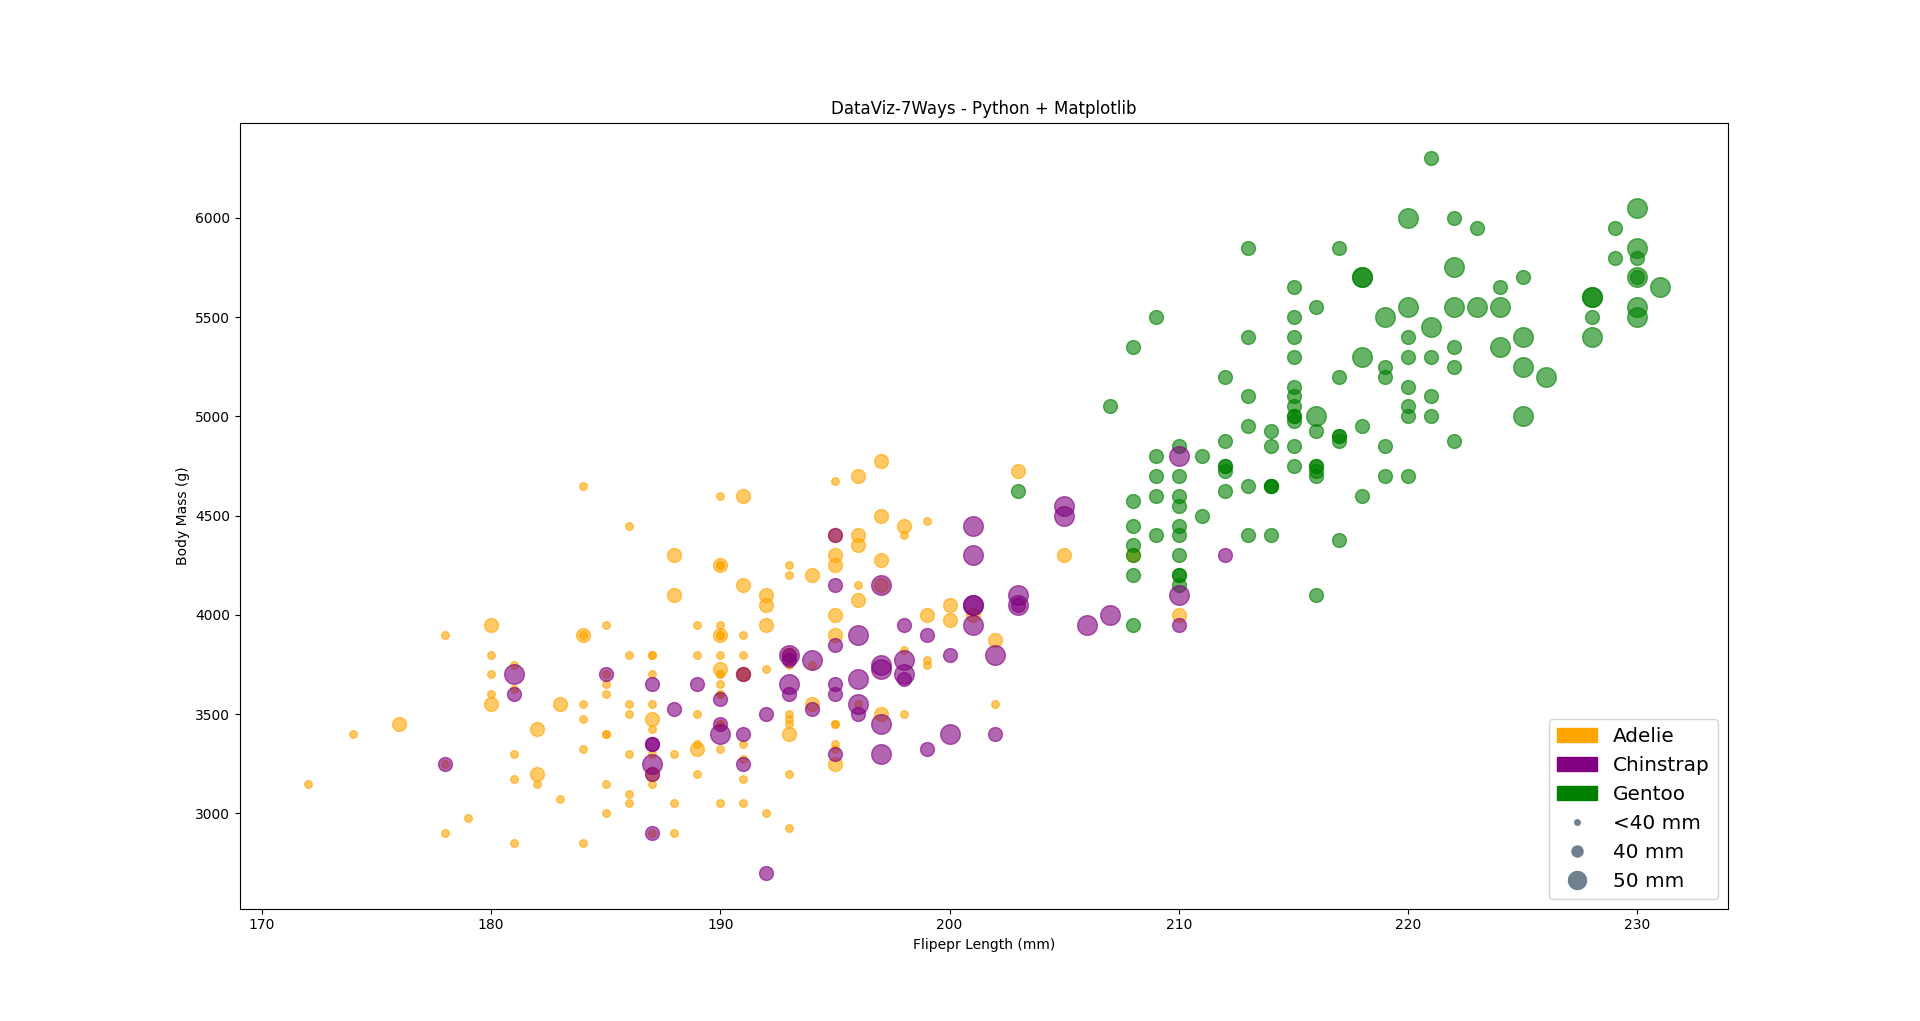 DataViz-7Ways - Python + Matplotlib
Body Mass (g)
6000
5500
5000
4500
4000
3500
3000
170 180 190 200 210 220 230
Flipepr Length (mm)
Adelie
Chinstrap
Gentoo
<40 mm
40 mm
50 mm